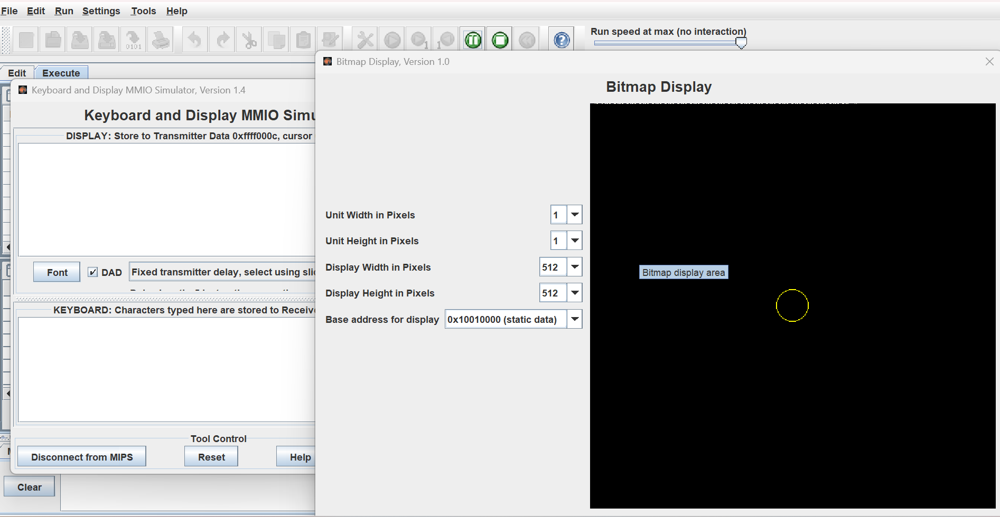 File Edit Run Settings Tools Help
Run speed at max (no interaction)
0101
1
1
Edit Execute
Keyboard and Display MMIO Simulator, Version 1.4
Keyboard and Display MMIO Simu
DISPLAY: Store to Transmitter Data 0xffff000c, cursor
Font
DAD
Fixed transmitter delay, select using slid
KEYBOARD: Characters typed here are stored to Receive
Tool Control
Disconnect from MIPS
Reset
Help
Clear
Bitmap Display, Version 1.0
Bitmap Display
Unit Width in Pixels 1
Unit Height in Pixels 1
Display Width in Pixels 512
Display Height in Pixels 512
Base address for display 0x10010000 (static data)
Bitmap display area